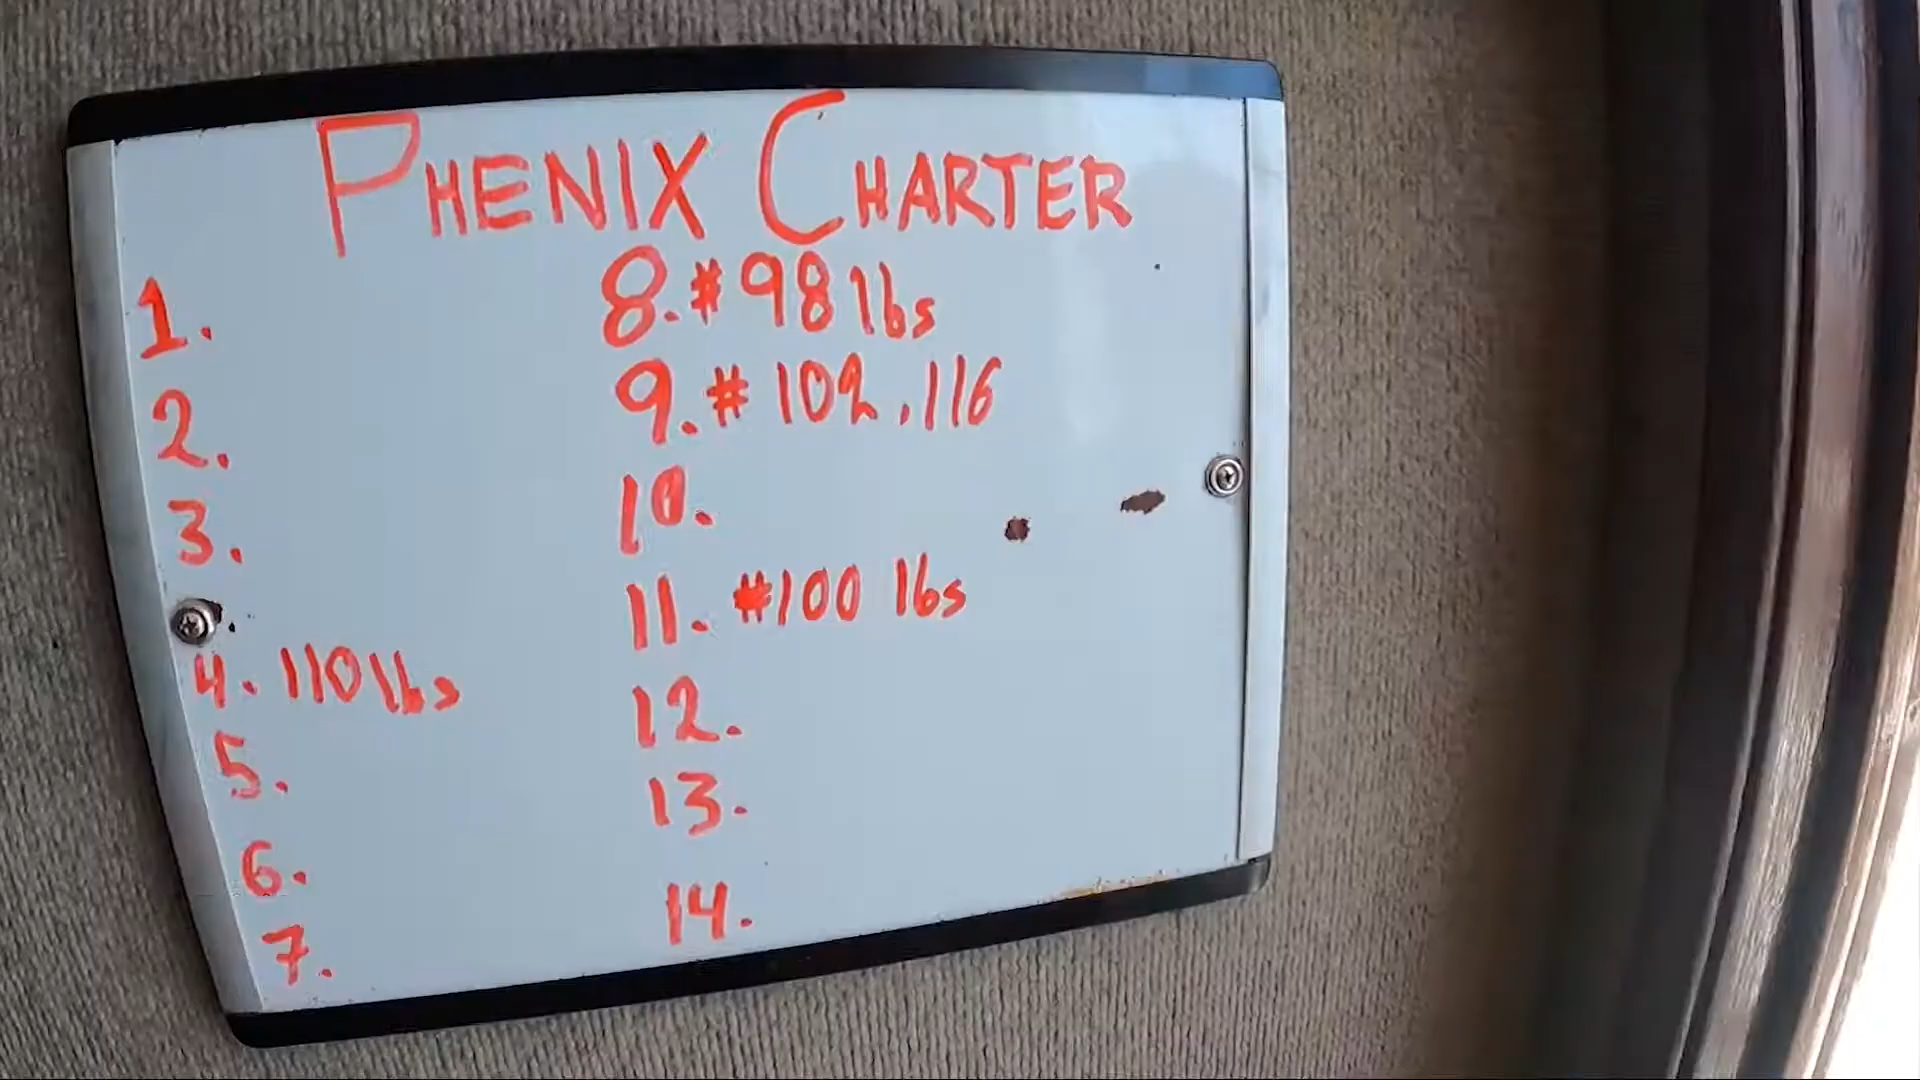 PHENIX CHARTER
1.
2.
3.
4. 110 lbs
5.
6.
7.
8. # 98 lbs
9. # 102, 116
10.
11. #100 lbs
12.
13.
14.